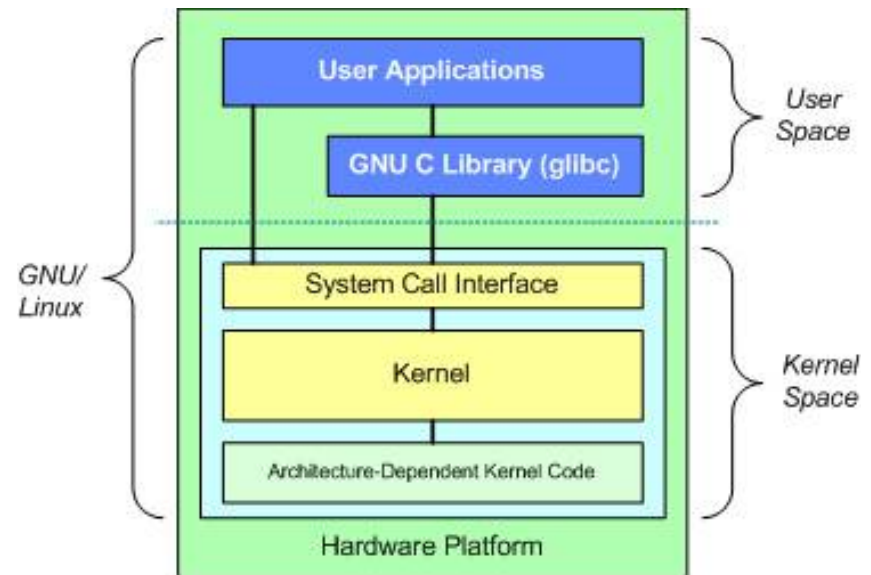 User Applications
GNU C Library (glibc)
User
Space
GNU/
Linux
System Call Interface
Kernel
Architecture-Dependent Kernel Code
Kernel
Space
Hardware Platform